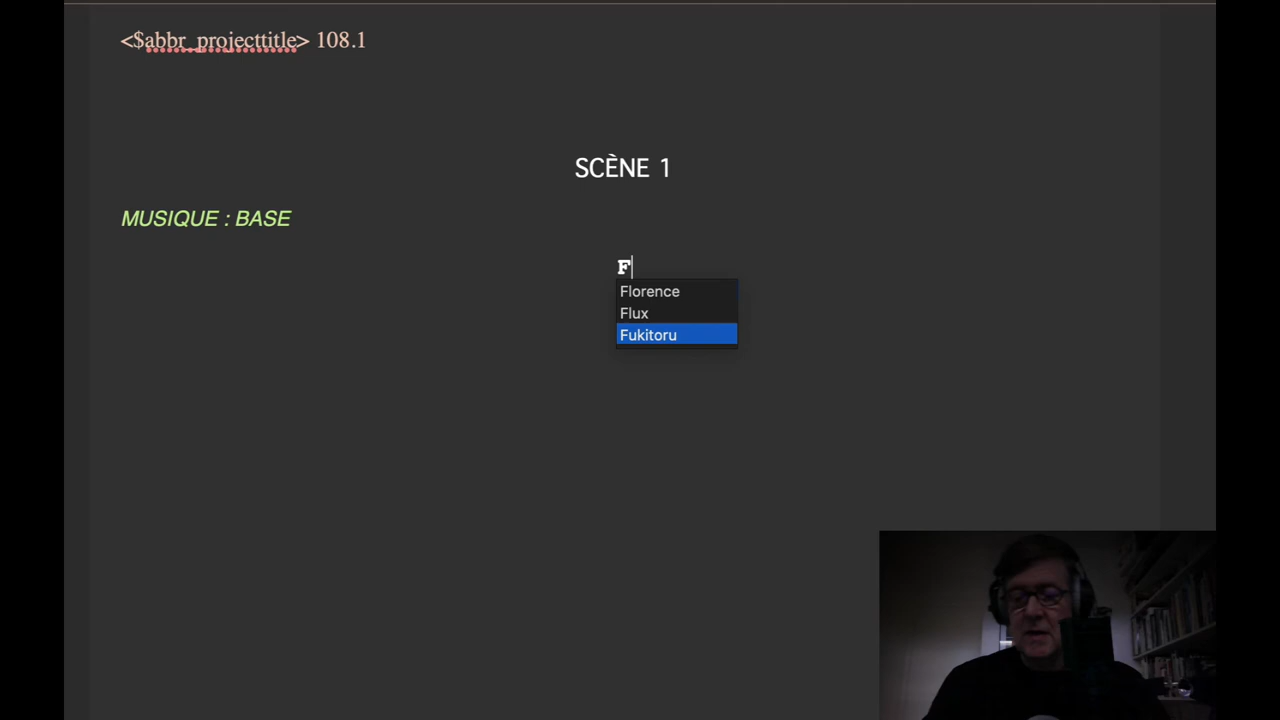 <$abbr_projecttitle> 108.1
SCÈNE 1
MUSIQUE : BASE
F
Florence
Flux
Fukitoru